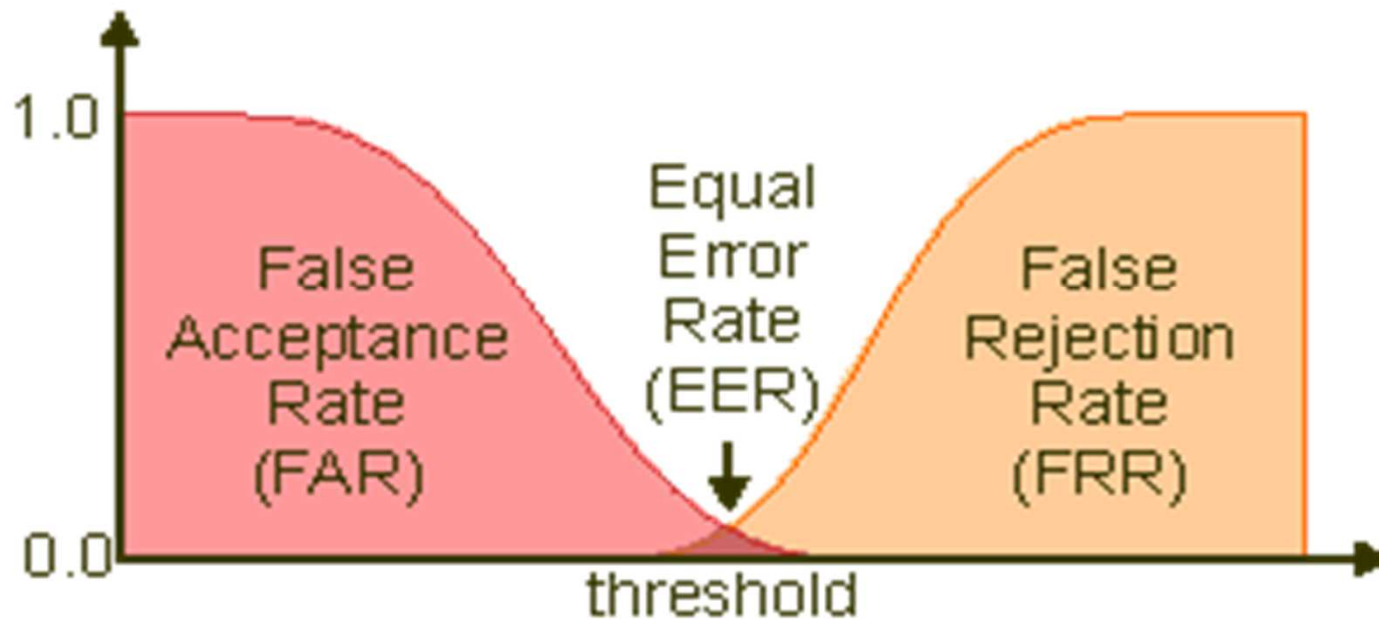 1.0
0.0
False
Acceptance
Rate
(FAR)
Equal
Error
Rate
(EER)
False
Rejection
Rate
(FRR)
threshold